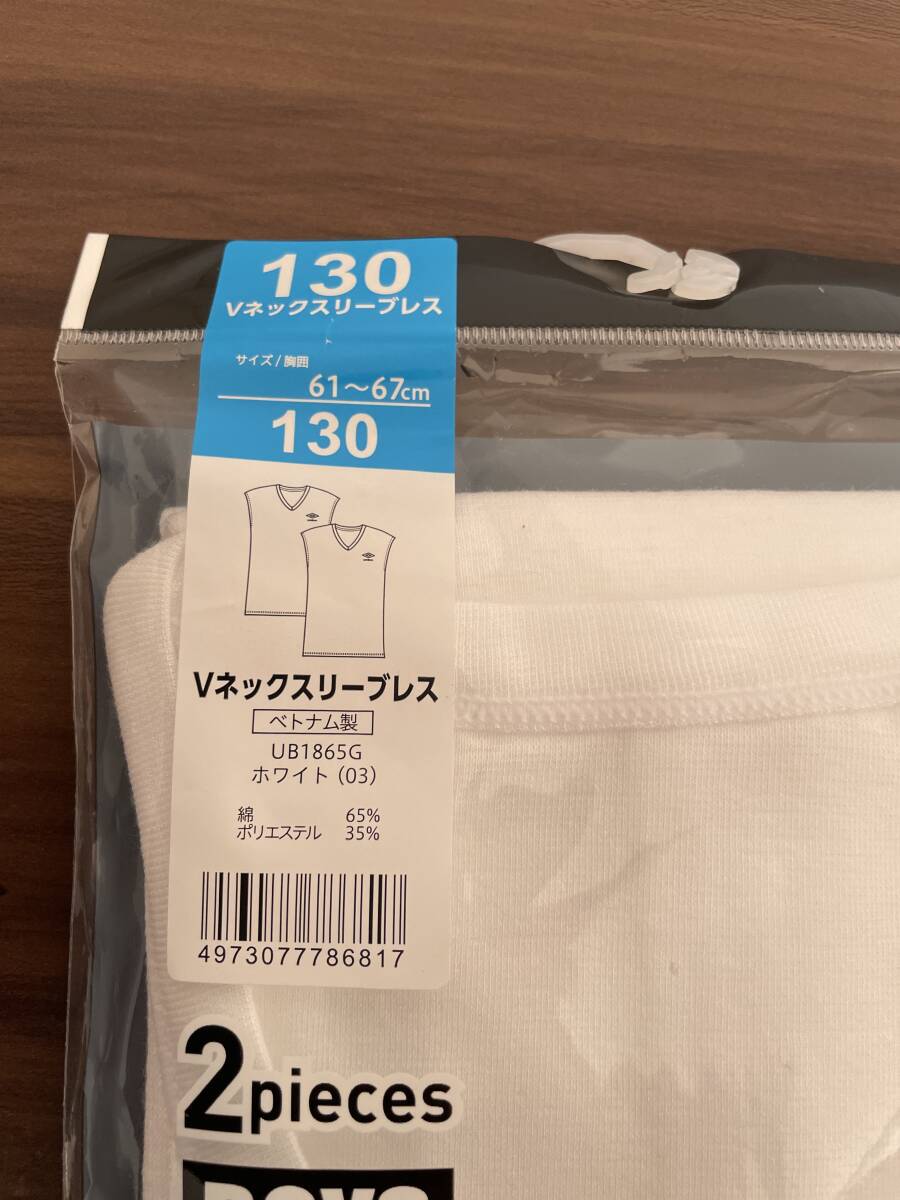 130
Vネックスリーブレス
サイズ/胸囲
61～67cm
130
Vネックスリーブレス
ベトナム製
UB1865G
ホワイト(03)
綿 65%
ポリエステル 35%
4973077786817
2pieces
BOYS